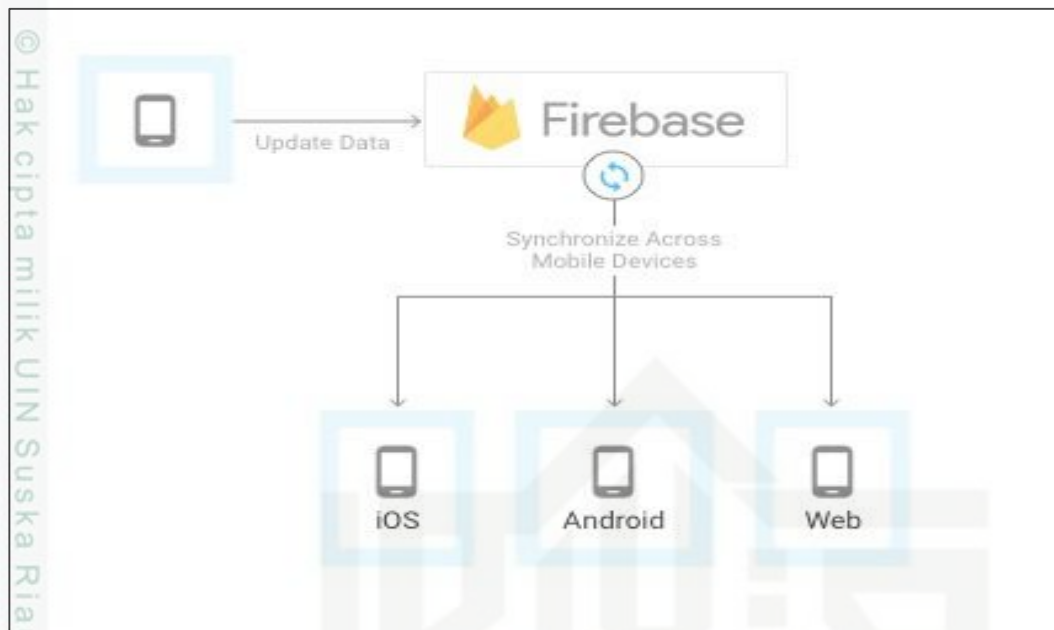 © Hak cipta milik UIN Suska Ria
Firebase
Update Data
Synchronize Across
Mobile Devices
iOS
Android
Web